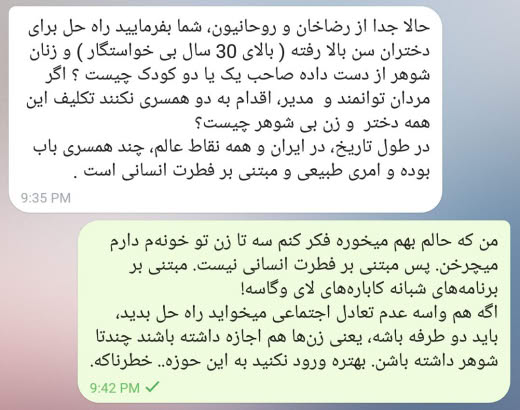 حالا جدا از رضاخان و روحانیون، شما بفرمایید راه حل برای
دختران سن بالا رفته ( بالای 30 سال بی خواستگار ) و زنان
شوهر از دست داده صاحب یک یا دو کودک چیست ؟ اگر
مردان توانمند و مدیر، اقدام به دو همسری نکنند تکلیف این
همه دختر و زن بی شوهر چیست؟
در طول تاریخ، در ایران و همه نقاط عالم، چند همسری باب
بوده و امری طبیعی و مبتنی بر فطرت انسانی است .
9:35 PM
من که حالم بهم میخوره فکر کنم سه تا زن تو خونه‌م دارم
میچرخن. پس مبتنی بر فطرت انسانی نیست. مبتنی بر
برنامه‌های شبانه کاباره‌های لای وگاسه!
اگه هم واسه عدم تعادل اجتماعی میخواید راه حل بدید،
باید دو طرفه باشه، یعنی زن‌ها هم اجازه داشته باشند چندتا
شوهر داشته باشن. بهتره ورود نکنید به این حوزه.. خطرناکه.
9:42 PM